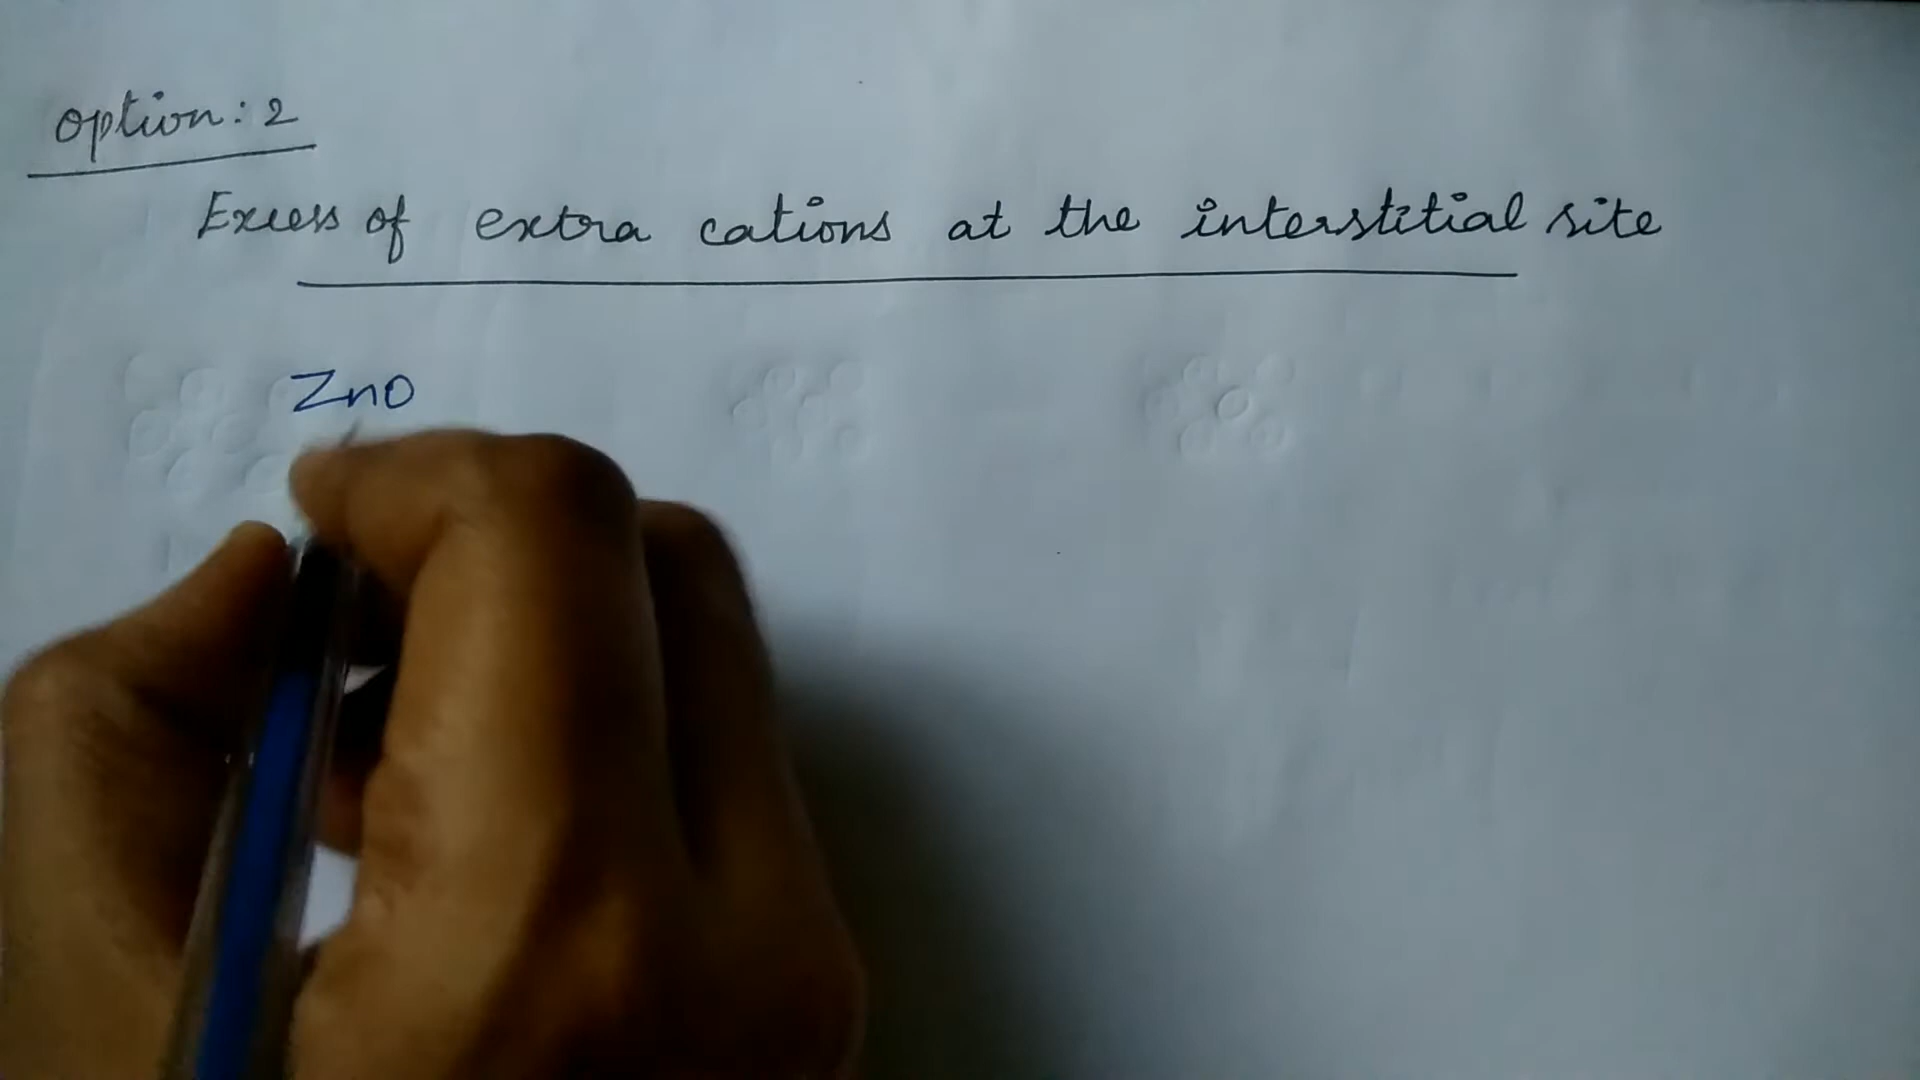 option: 2
Excess of extra cations at the interstitial site
ZnO